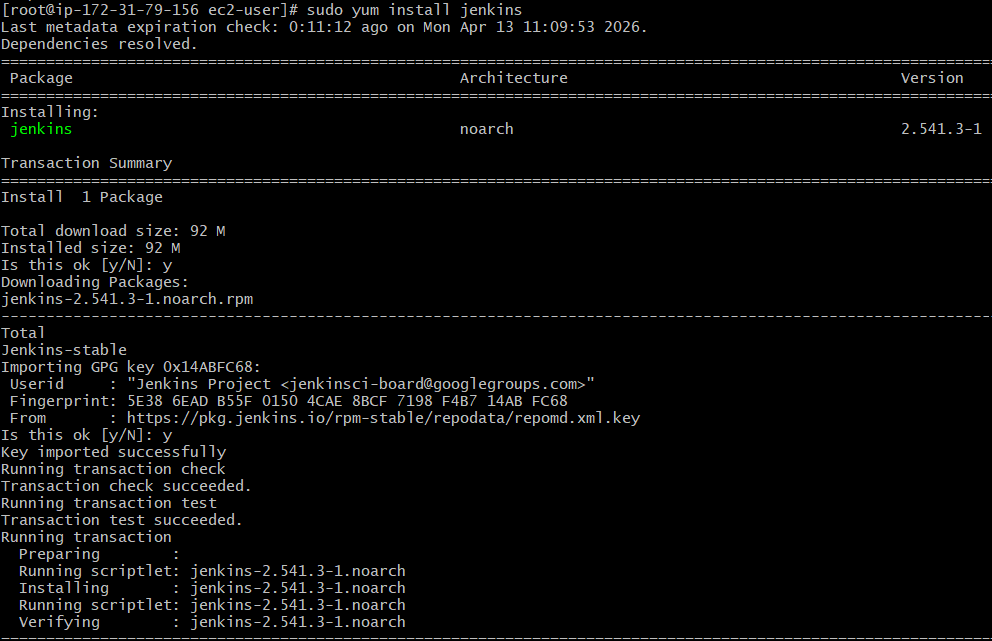 [root@ip-172-31-79-156 ec2-user]# sudo yum install jenkins
Last metadata expiration check: 0:11:12 ago on Mon Apr 13 11:09:53 2026.
Dependencies resolved.
================================================================================
Package Architecture Version
================================================================================
Installing:
jenkins noarch 2.541.3-1
Transaction Summary
================================================================================
Install 1 Package
Total download size: 92 M
Installed size: 92 M
Is this ok [y/N]: y
Downloading Packages:
jenkins-2.541.3-1.noarch.rpm
--------------------------------------------------------------------------------
Total
Jenkins-stable
Importing GPG key 0x14ABFC68:
Userid : "Jenkins Project <jenkinsci-board@googlegroups.com>"
Fingerprint: 5E38 6EAD B55F 0150 4CAE 8BCF 7198 F4B7 14AB FC68
From : https://pkg.jenkins.io/rpm-stable/repodata/repomd.xml.key
Is this ok [y/N]: y
Key imported successfully
Running transaction check
Transaction check succeeded.
Running transaction test
Transaction test succeeded.
Running transaction
Preparing :
Running scriptlet: jenkins-2.541.3-1.noarch
Installing : jenkins-2.541.3-1.noarch
Running scriptlet: jenkins-2.541.3-1.noarch
Verifying : jenkins-2.541.3-1.noarch
================================================================================